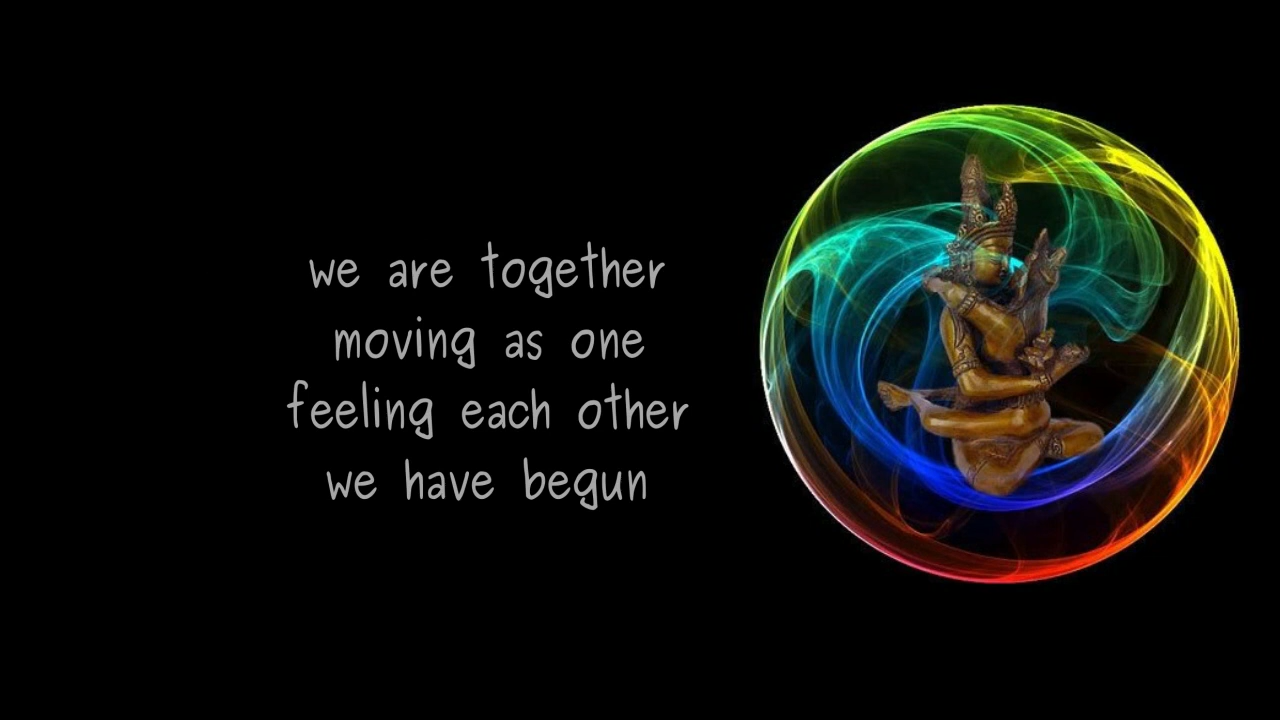 we are together
moving as one
feeling each other
we have begun